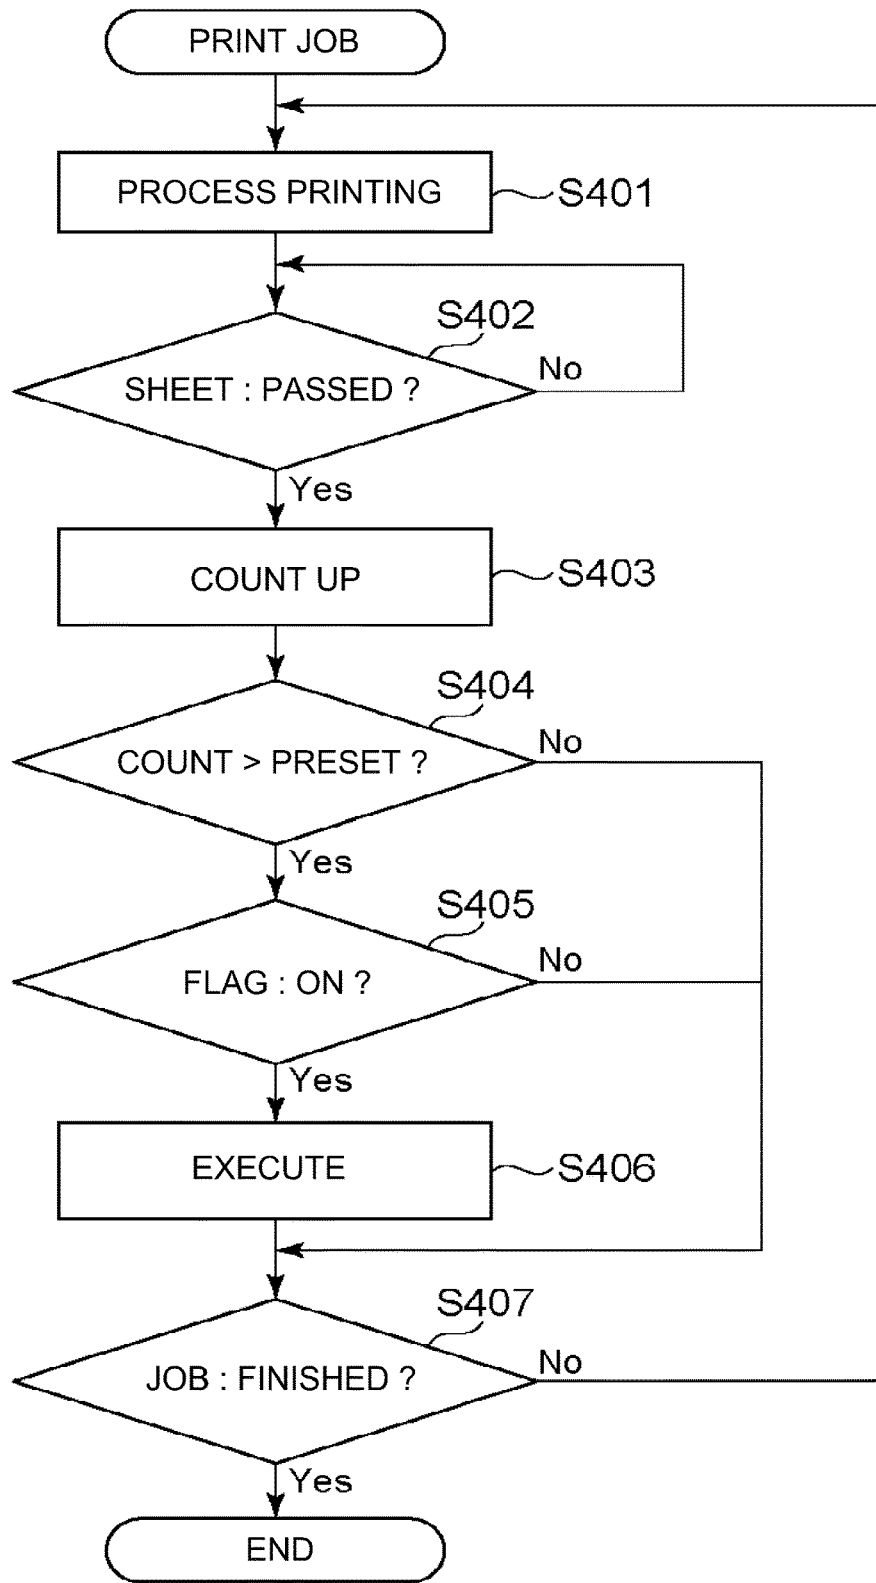 PRINT JOB
PROCESS PRINTING
S401
S402
SHEET : PASSED ?
No
Yes
COUNT UP
S403
S404
COUNT > PRESET ?
No
Yes
S405
FLAG : ON ?
No
Yes
EXECUTE
S406
S407
JOB : FINISHED ?
No
Yes
END